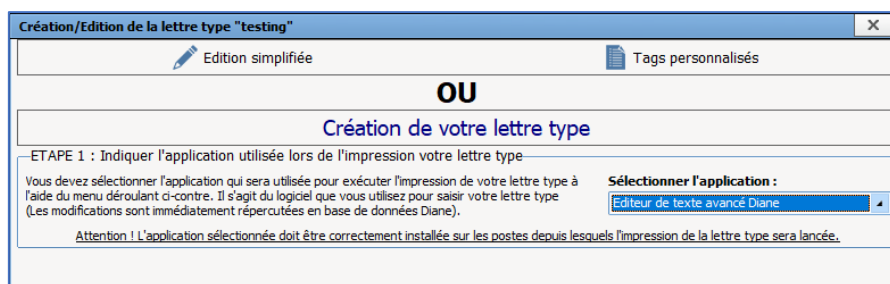 Création/Edition de la lettre type "testing"
Edition simplifiée
Tags personnalisés
OU
Création de votre lettre type
ETAPE 1 : Indiquer l'application utilisée lors de l'impression votre lettre type
Vous devez sélectionner l'application qui sera utilisée pour exécuter l'impression de votre lettre type à
l'aide du menu déroulant ci-contre. Il s'agit du logiciel que vous utilisez pour saisir votre lettre type
(Les modifications sont immédiatement répercutées en base de données Diane).
Sélectionner l'application :
Editeur de texte avancé Diane
Attention ! L'application sélectionnée doit être correctement installée sur les postes depuis lesquels l'impression de la lettre type sera lancée.